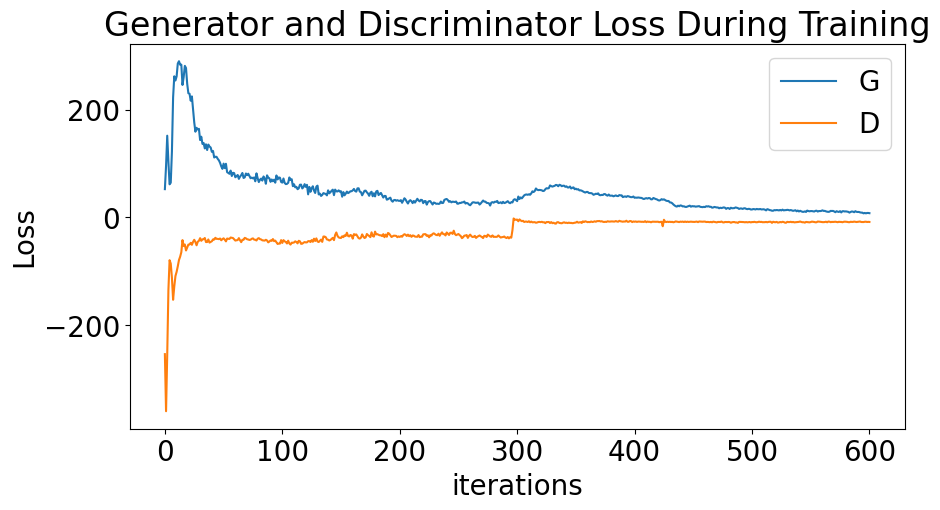 Generator and Discriminator Loss During Training
G
D
200
0
−200
Loss
0 100 200 300 400 500 600
iterations